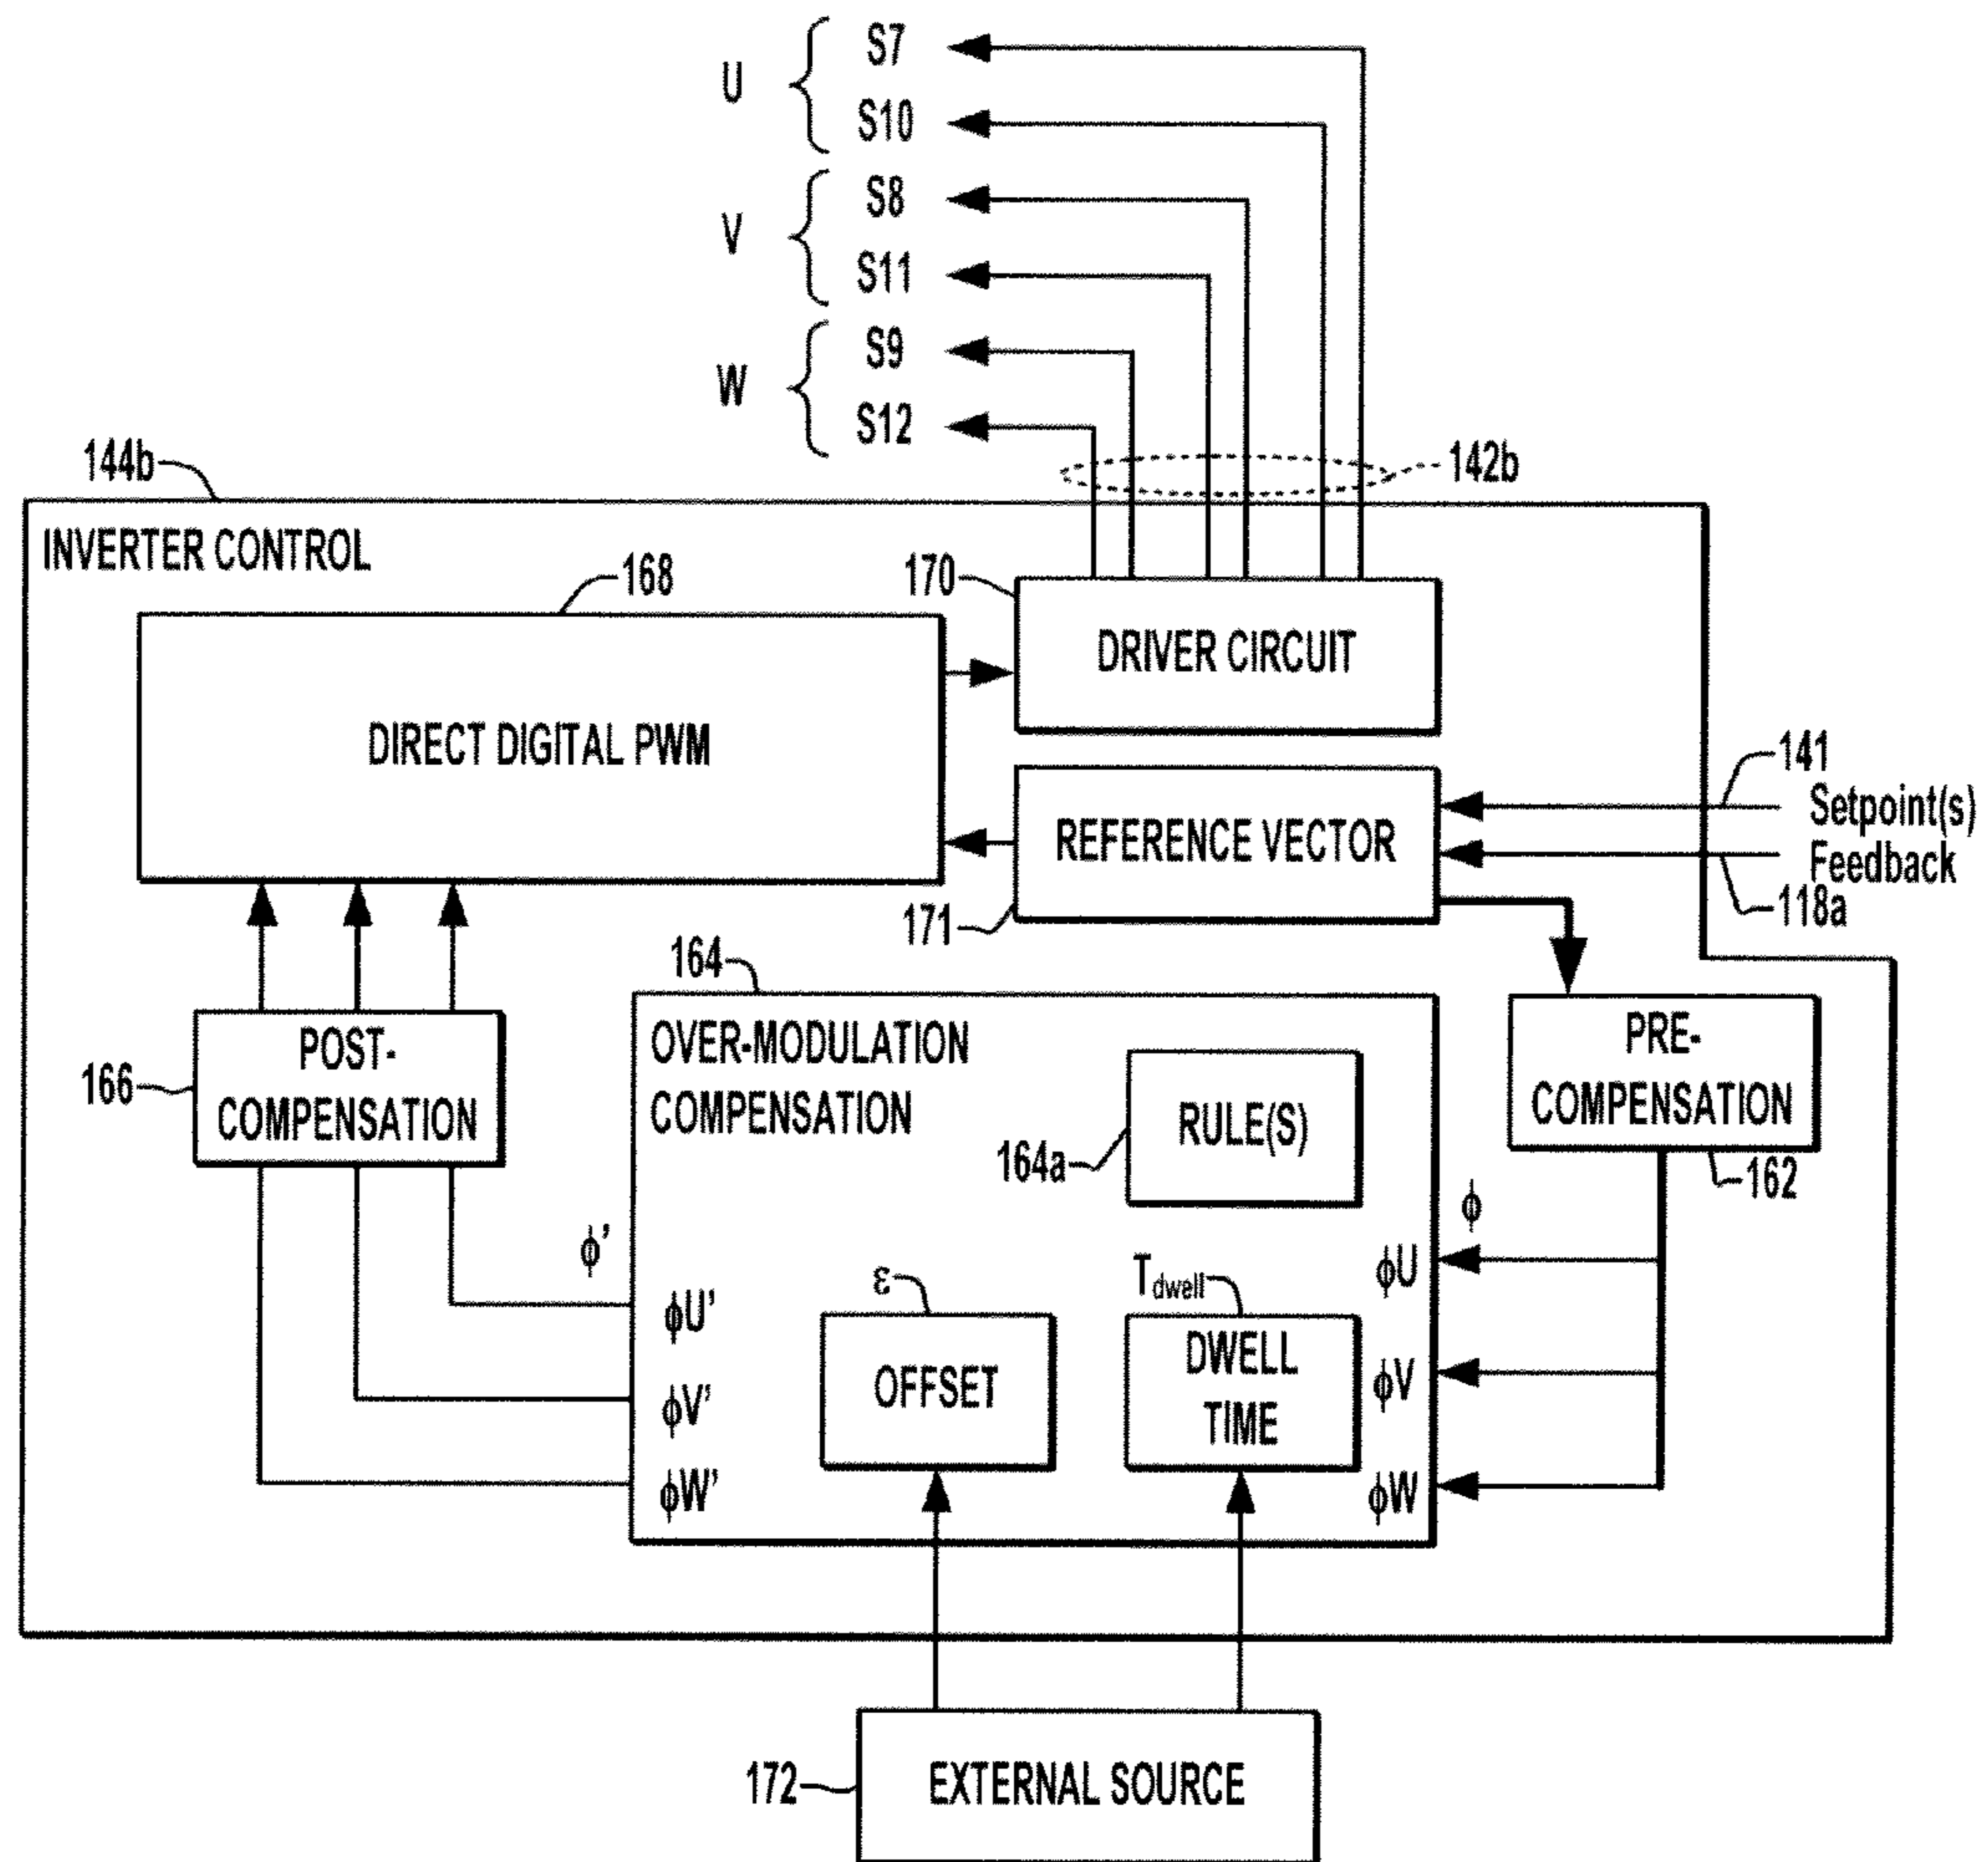 U
S7
S10
V
S8
S11
W
S9
S12
144b
142b
INVERTER CONTROL
168
170
DRIVER CIRCUIT
DIRECT DIGITAL PWM
141
Setpoint(s)
REFERENCE VECTOR
Feedback
171
118a
164
OVER-MODULATION
COMPENSATION
POST-
COMPENSATION
166
RULE(S)
164a
PRE-
COMPENSATION
162
ϕ
ϕ'
ϕU
ε
Tdwell
ϕU'
OFFSET
DWELL
TIME
ϕV
ϕV'
ϕW'
ϕW
172
EXTERNAL SOURCE